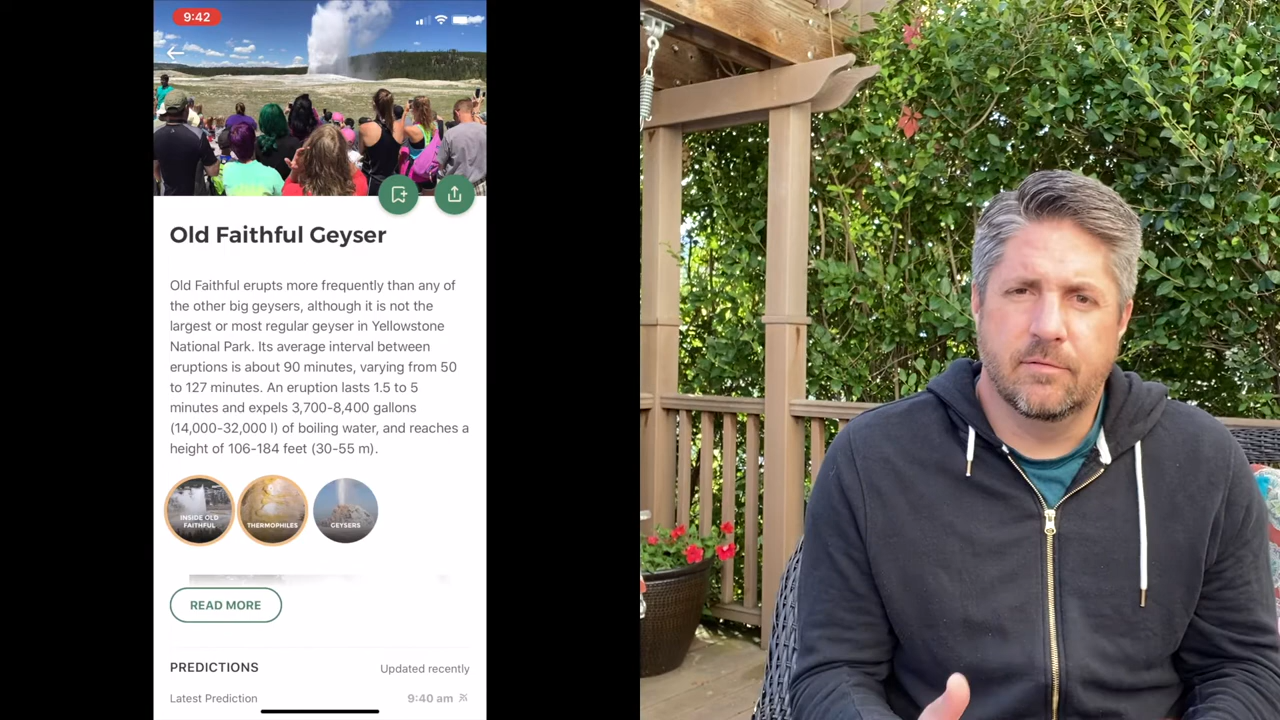 9:42
Old Faithful Geyser
Old Faithful erupts more frequently than any of
the other big geysers, although it is not the
largest or most regular geyser in Yellowstone
National Park. Its average interval between
eruptions is about 90 minutes, varying from 50
to 127 minutes. An eruption lasts 1.5 to 5
minutes and expels 3,700-8,400 gallons
(14,000-32,000 l) of boiling water, and reaches a
height of 106-184 feet (30-55 m).
INSIDE OLD
FAITHFUL
THERMOPHILES
GEYSERS
READ MORE
PREDICTIONS Updated recently
Latest Prediction 9:40 am